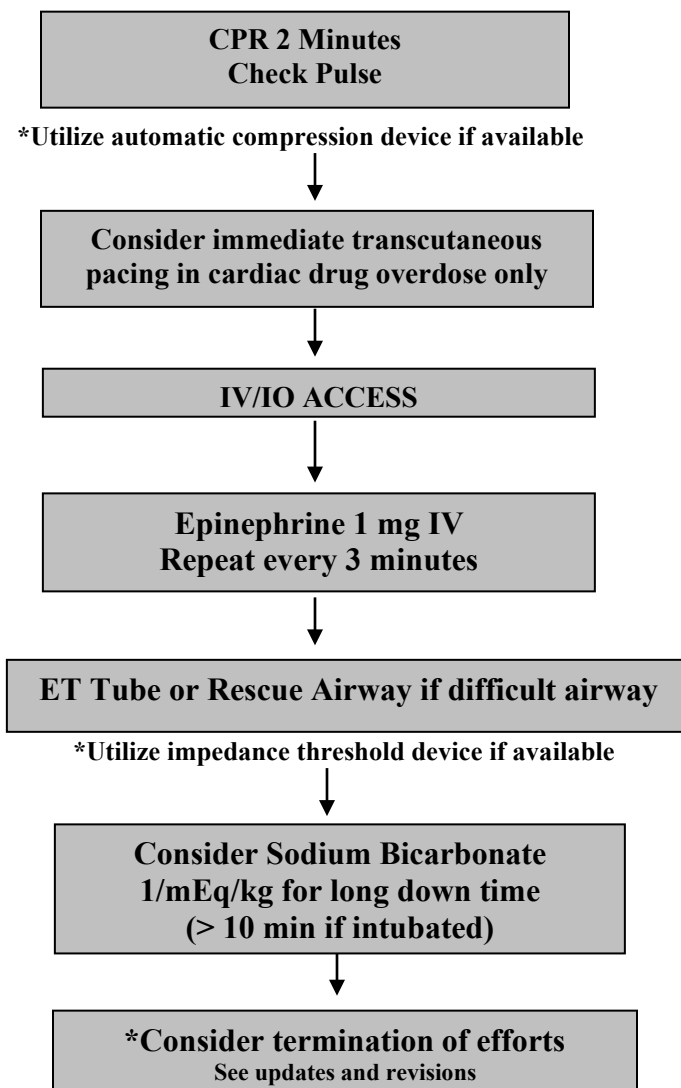 CPR 2 Minutes
Check Pulse
*Utilize automatic compression device if available
Consider immediate transcutaneous
pacing in cardiac drug overdose only
IV/IO ACCESS
Epinephrine 1 mg IV
Repeat every 3 minutes
ET Tube or Rescue Airway if difficult airway
*Utilize impedance threshold device if available
Consider Sodium Bicarbonate
1/mEq/kg for long down time
(> 10 min if intubated)
*Consider termination of efforts
See updates and revisions